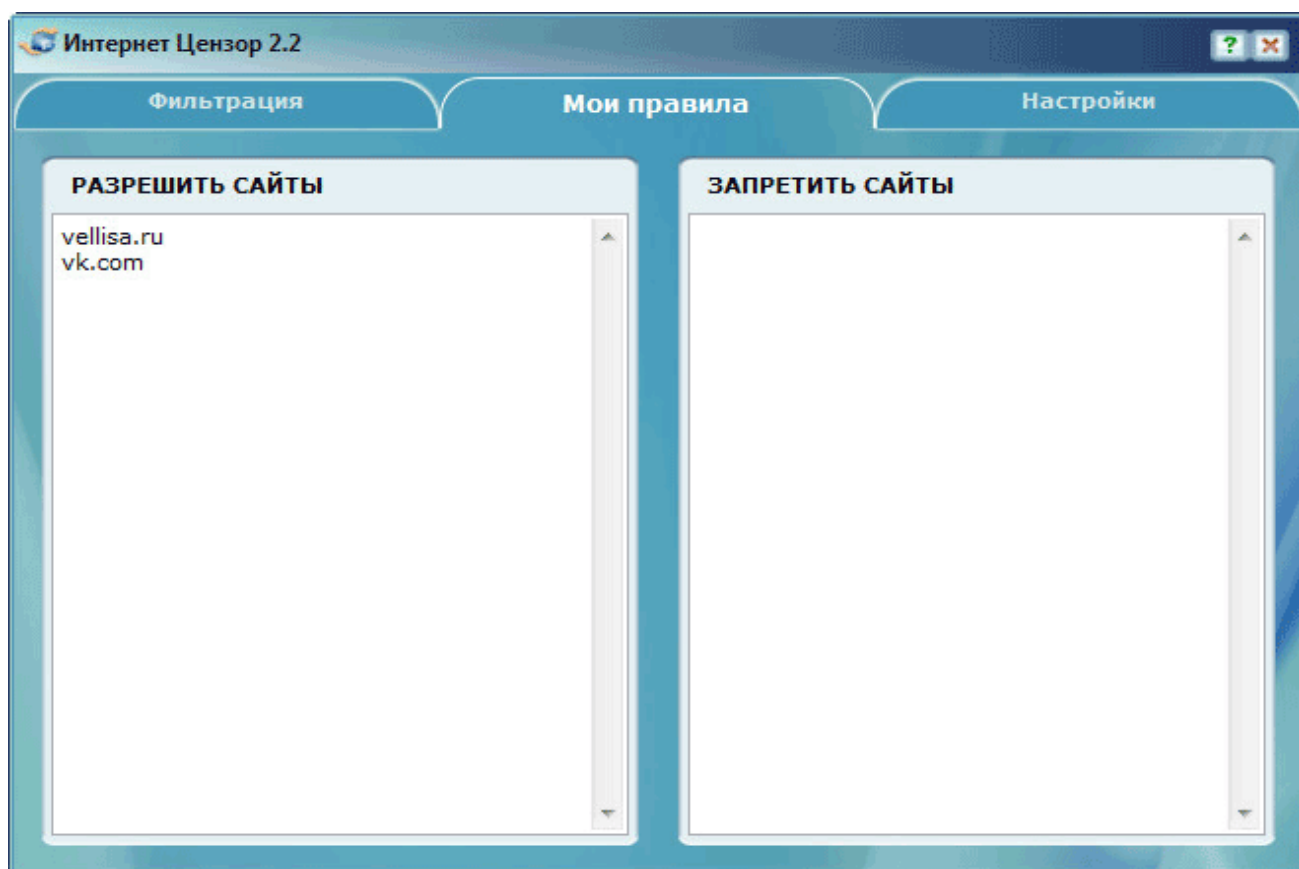 Интернет Цензор 2.2
?
Фильтрация
Мои правила
Настройки
РАЗРЕШИТЬ САЙТЫ
vellisa.ru
vk.com
ЗАПРЕТИТЬ САЙТЫ